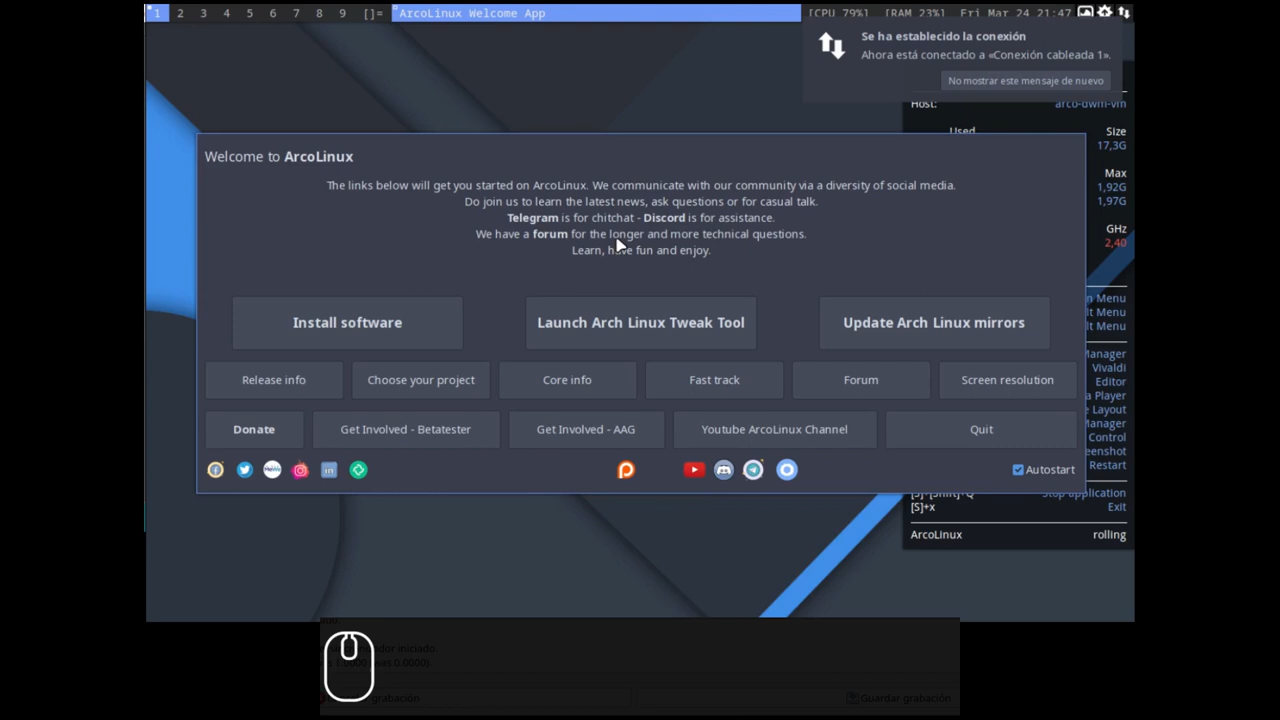 1 2 3 4 5 6 7 8 9 []= ArcoLinux Welcome App [CPU 79%] [RAM 23%] Fri Mar 24 21:47
Se ha establecido la conexión
Ahora está conectado a «Conexión cableada 1».
No mostrar este mensaje de nuevo
Host: arco-dwm-vm
Used Size
17,3G
Max
1,92G
1,97G
GHz
2,40
Welcome to ArcoLinux
The links below will get you started on ArcoLinux. We communicate with our community via a diversity of social media.
Do join us to learn the latest news, ask questions or for casual talk.
Telegram is for chitchat - Discord is for assistance.
We have a forum for the longer and more technical questions.
Learn, have fun and enjoy.
Install software Launch Arch Linux Tweak Tool Update Arch Linux mirrors
Release info Choose your project Core info Fast track Forum Screen resolution
Donate Get Involved - Betatester Get Involved - AAG Youtube ArcoLinux Channel Quit
Autostart
Menu
Menu
Menu
Manager
Vivaldi
Editor
Player
Layout
Manager
Control
Restart
Stop application
[S]+x Exit
ArcoLinux rolling
iniciado.
grabación Guardar grabación